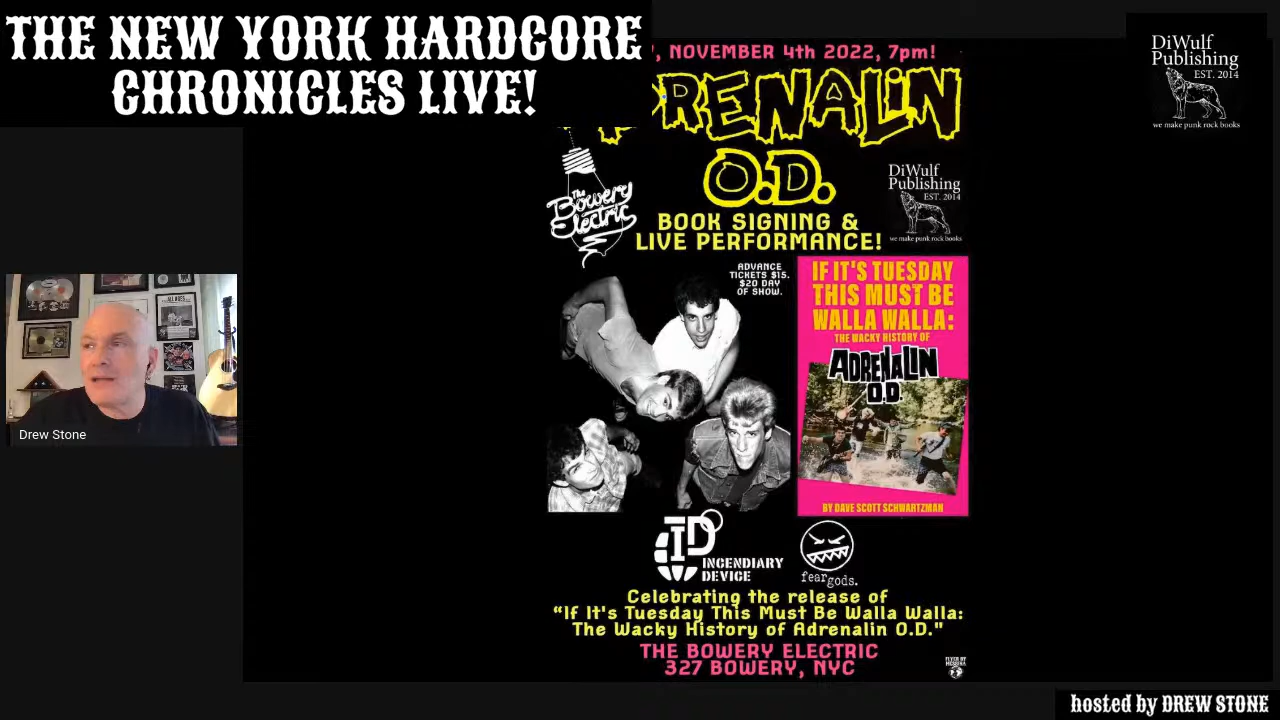 THE NEW YORK HARDCORE
CHRONICLES LIVE!
DiWulf
Publishing
EST. 2014
we make punk rock books
, NOVEMBER 4th 2022, 7pm!
DRENALIN
O.D.
The
Bowery
Electric
DiWulf
Publishing
EST. 2014
we make punk rock books
BOOK SIGNING &
LIVE PERFORMANCE!
ADVANCE
TICKETS $15.
$20 DAY
OF SHOW.
IF IT'S TUESDAY
THIS MUST BE
WALLA WALLA:
THE WACKY HISTORY OF
ADRENALIN
O.D.
BY DAVE SCOTT SCHWARTZMAN
Drew Stone
ID
INCENDIARY
DEVICE
feargods.
Celebrating the release of
"If It's Tuesday This Must Be Walla Walla:
The Wacky History of Adrenalin O.D."
THE BOWERY ELECTRIC
327 BOWERY, NYC
FLYER BY
hosted by DREW STONE